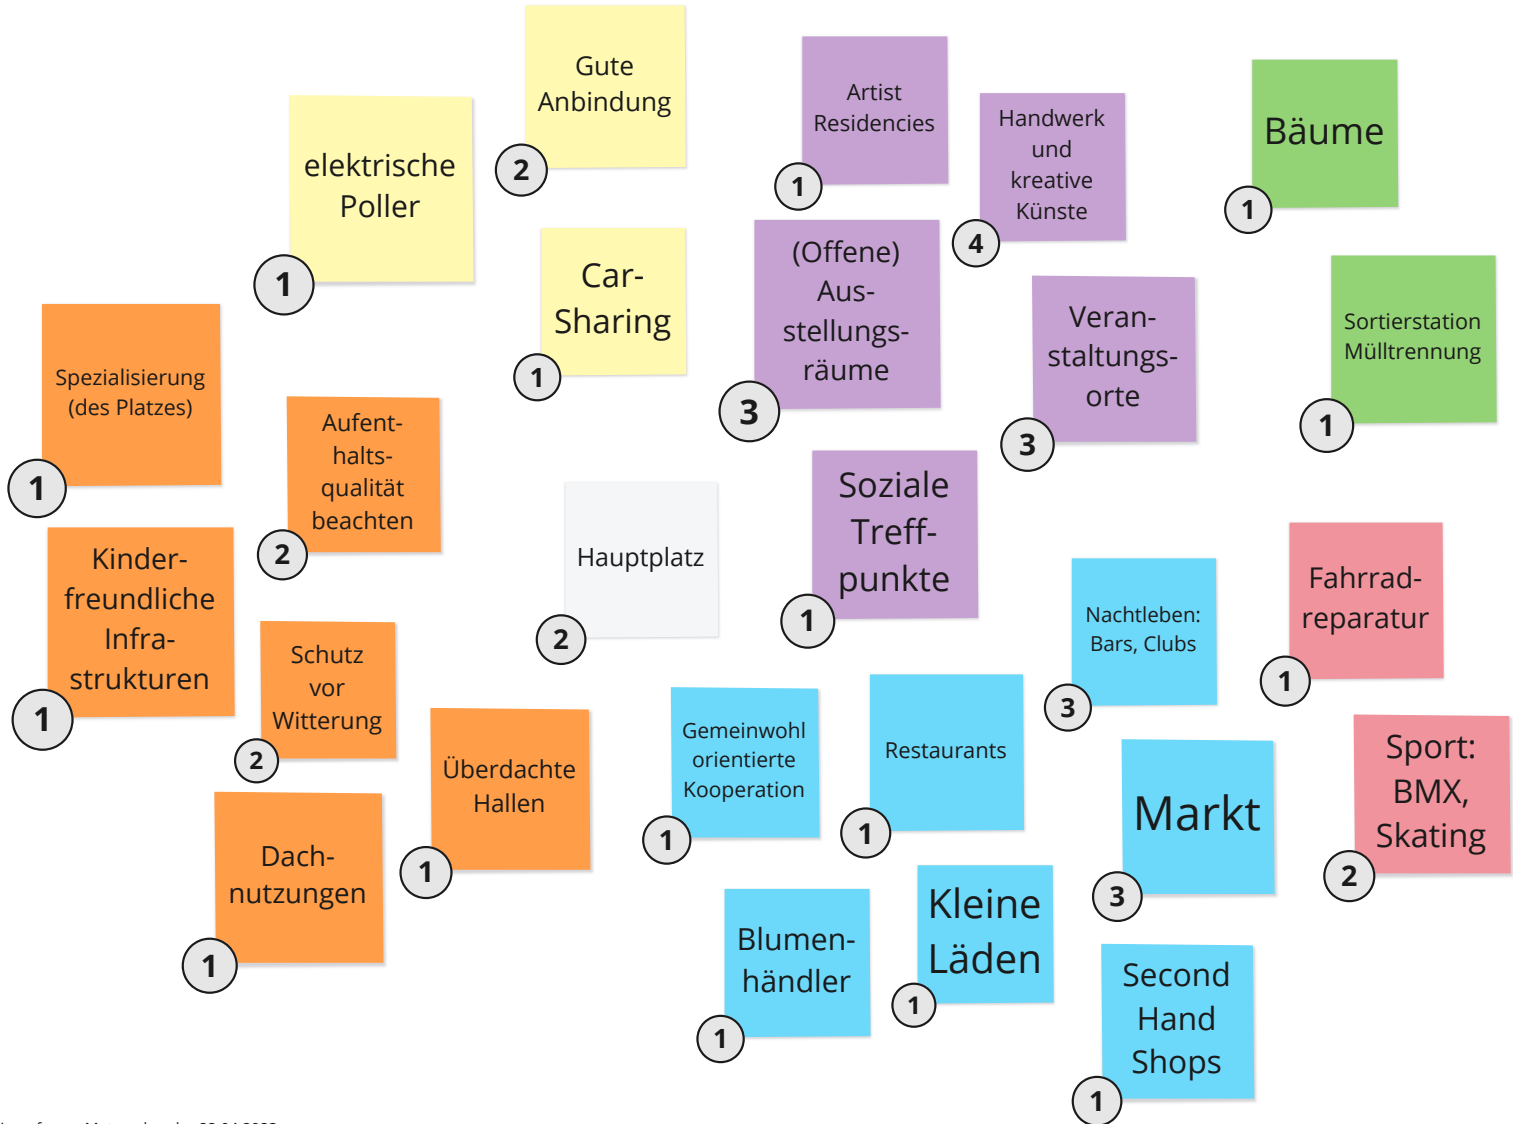 Gute
Anbindung
2
elektrische
Poller
1
Car-
Sharing
1
Artist
Residencies
1
Handwerk
und
kreative
Künste
4
(Offene)
Aus-
stellungs-
räume
3
Veran-
staltungs-
orte
3
Soziale
Treff-
punkte
1
Bäume
1
Sortierstation
Mülltrennung
1
Spezialisierung
(des Platzes)
1
Aufent-
halts-
qualität
beachten
2
Kinder-
freundliche
Infra-
strukturen
1
Schutz
vor
Witterung
2
Überdachte
Hallen
1
Dach-
nutzungen
1
Hauptplatz
2
Nachtleben:
Bars, Clubs
3
Gemeinwohl
orientierte
Kooperation
1
Restaurants
1
Markt
3
Blumen-
händler
1
Kleine
Läden
1
Second
Hand
Shops
1
Fahrrad-
reparatur
1
Sport:
BMX,
Skating
2